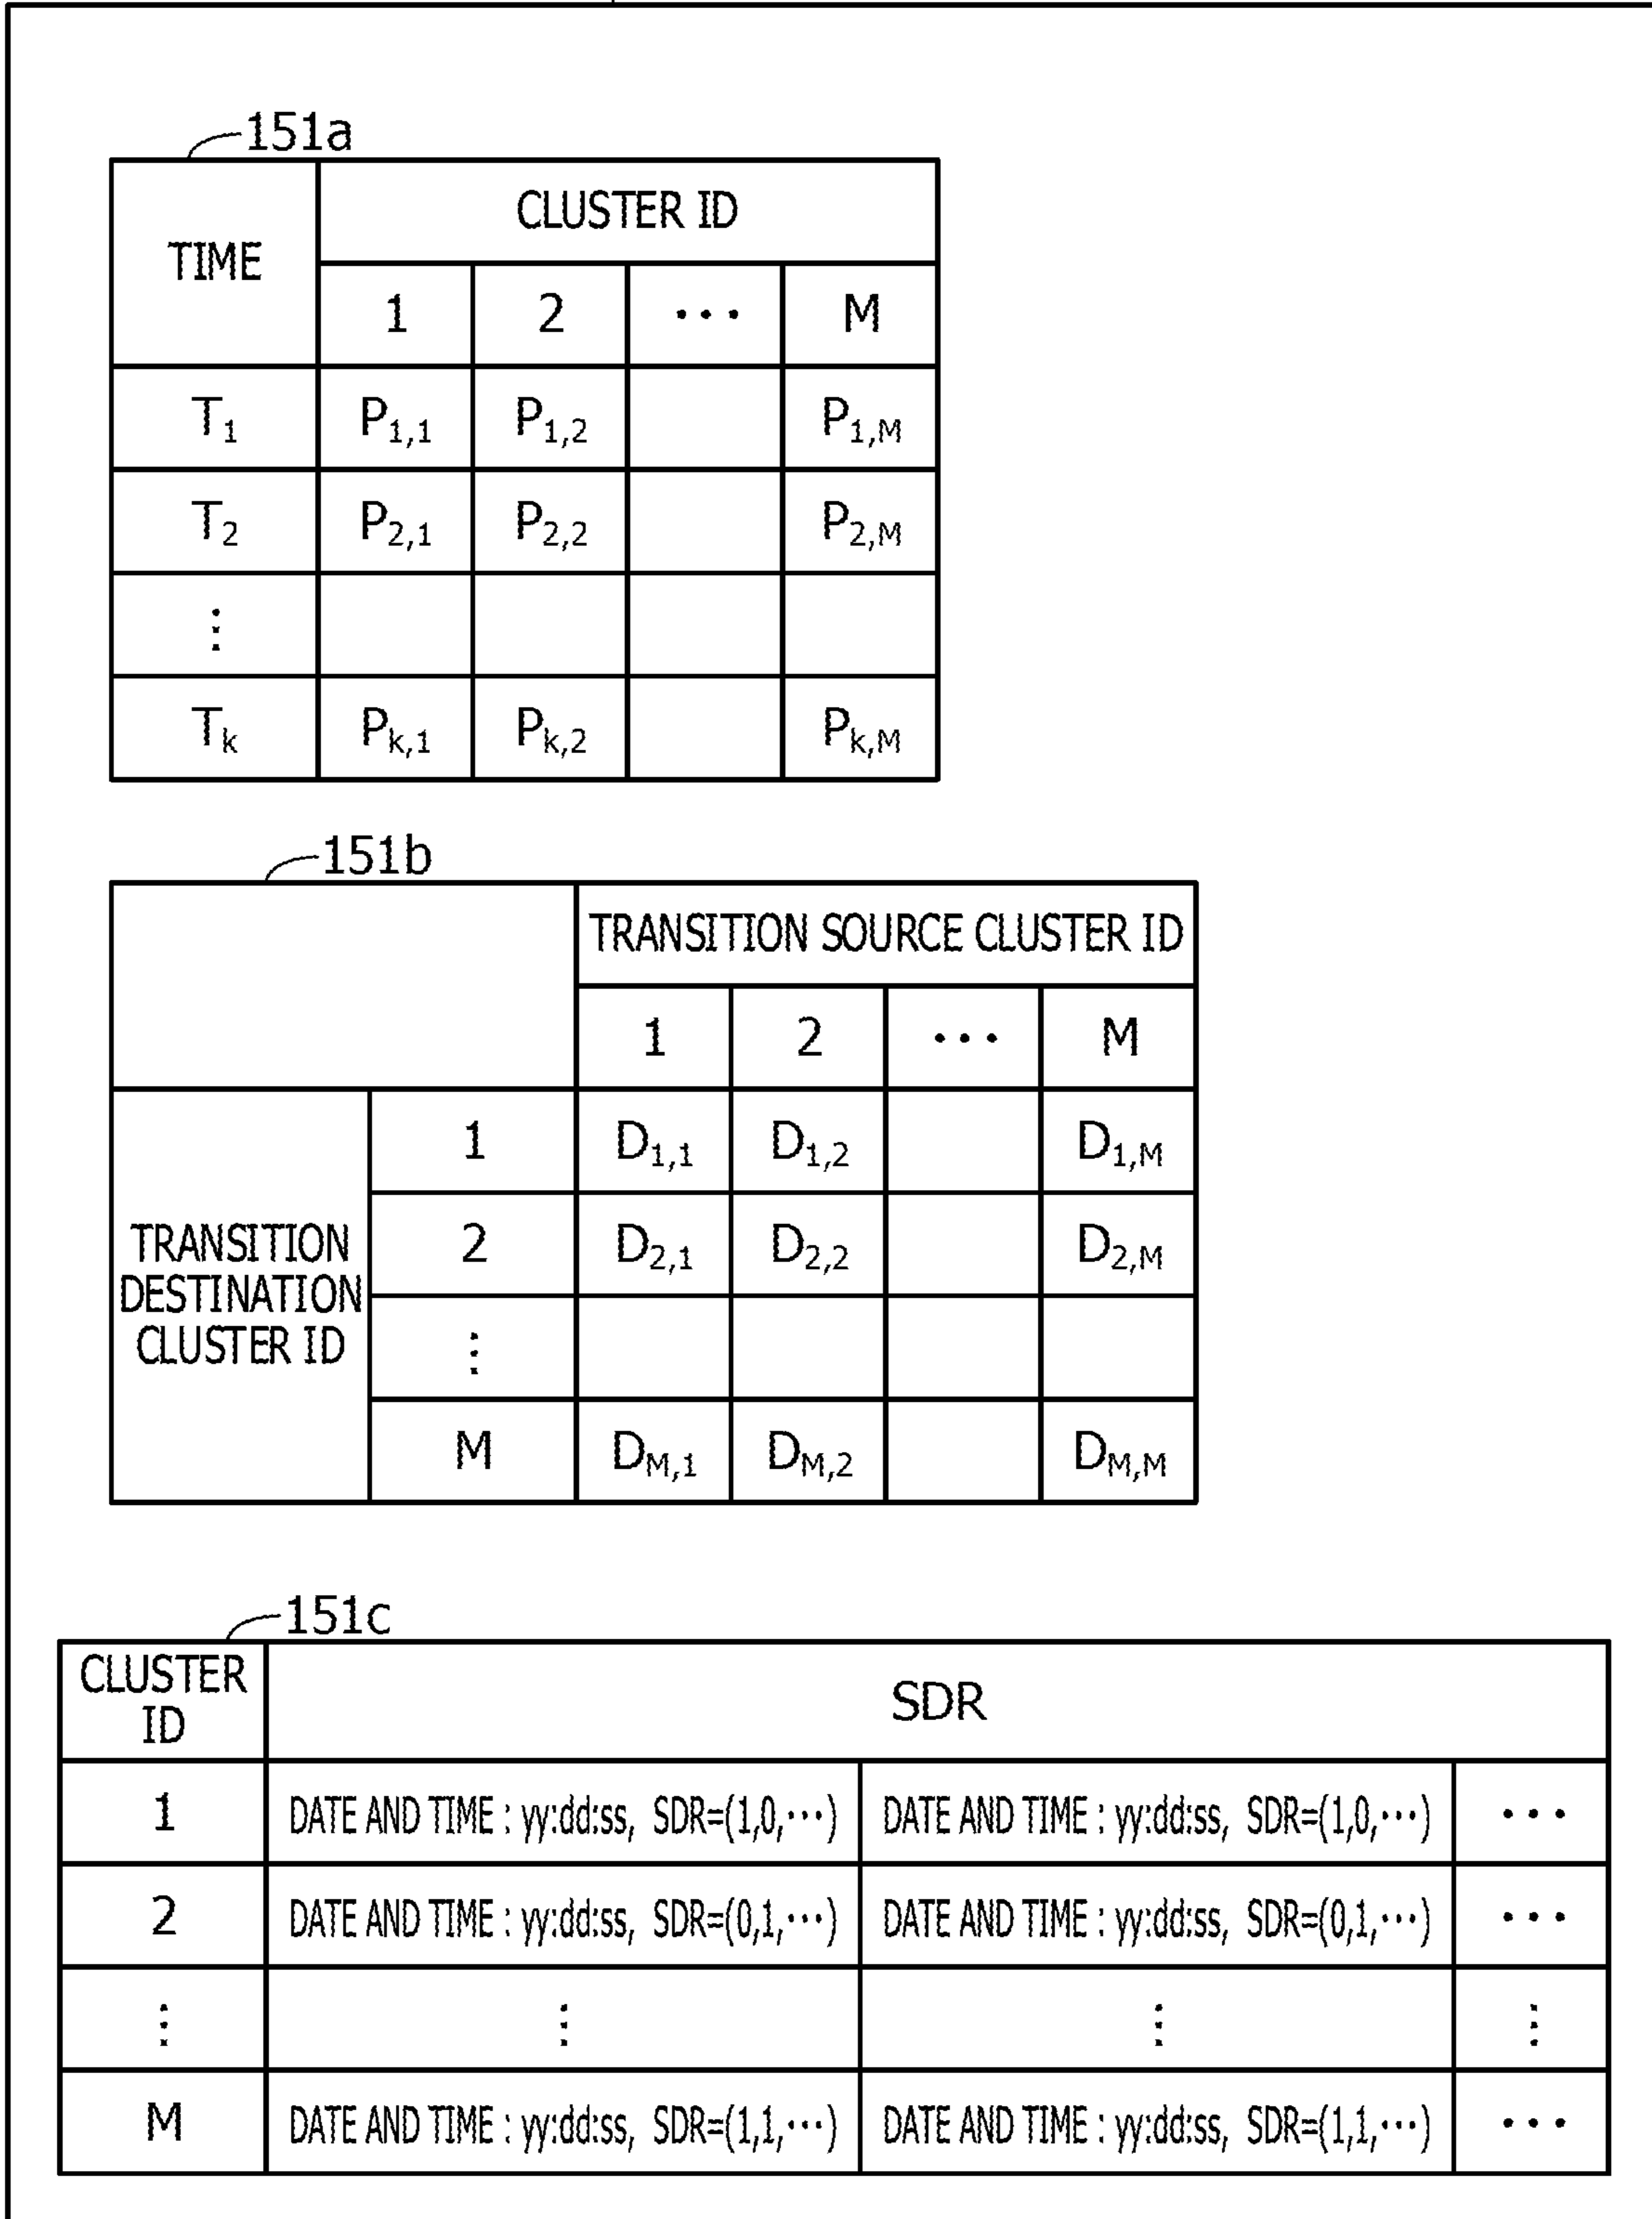 151a
TIME
CLUSTER ID
1 2 ··· M
T1 P1,1 P1,2 P1,M
T2 P2,1 P2,2 P2,M
⋮
Tk Pk,1 Pk,2 Pk,M
151b
TRANSITION SOURCE CLUSTER ID
1 2 ··· M
TRANSITION
DESTINATION
CLUSTER ID
1 D1,1 D1,2 D1,M
2 D2,1 D2,2 D2,M
⋮
M DM,1 DM,2 DM,M
151c
CLUSTER
ID
SDR
1 DATE AND TIME : yy:dd:ss, SDR=(1,0,···) DATE AND TIME : yy:dd:ss, SDR=(1,0,···) ···
2 DATE AND TIME : yy:dd:ss, SDR=(0,1,···) DATE AND TIME : yy:dd:ss, SDR=(0,1,···) ···
⋮ ⋮ ⋮ ⋮
M DATE AND TIME : yy:dd:ss, SDR=(1,1,···) DATE AND TIME : yy:dd:ss, SDR=(1,1,···) ···